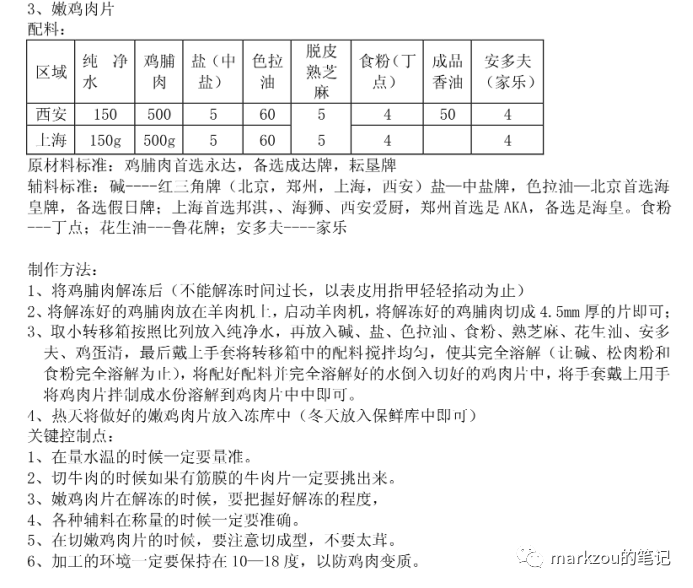 3、嫩鸡肉片
配料：
区域 纯净水 鸡脯肉 盐（中盐） 色拉油 脱皮熟芝麻 食粉（丁点） 成品香油 安多夫（家乐）
西安 150 500 5 60 5 4 50 4
上海 150g 500g 5 60 5 4 4
原材料标准：鸡脯肉首选永达，备选成达牌，耘垦牌
辅料标准：碱----红三角牌（北京，郑州，上海，西安）盐—中盐牌，色拉油—北京首选海
皇牌，备选假日牌；上海首选邦淇，、海狮、西安爱厨，郑州首选是 AKA，备选是海皇。食粉
---丁点；花生油---鲁花牌；安多夫----家乐
制作方法：
1、将鸡脯肉解冻后（不能解冻时间过长，以表皮用指甲轻轻掐动为止）
2、将解冻好的鸡脯肉放在羊肉机上，启动羊肉机，将解冻好的鸡脯肉切成 4.5mm 厚的片即可；
3、取小转移箱按照比列放入纯净水，再放入碱、盐、色拉油、食粉、熟芝麻、花生油、安多
夫、鸡蛋清，最后戴上手套将转移箱中的配料搅拌均匀，使其完全溶解（让碱、松肉粉和
食粉完全溶解为止），将配好配料并完全溶解好的水倒入切好的鸡肉片中，将手套戴上用手
将鸡肉片拌制成水份溶解到鸡肉片中中即可。
4、热天将做好的嫩鸡肉片放入冻库中（冬天放入保鲜库中即可）
关键控制点：
1、在量水温的时候一定要量准。
2、切牛肉的时候如果有筋膜的牛肉片一定要挑出来。
3、嫩鸡肉片在解冻的时候，要把握好解冻的程度，
4、各种辅料在称量的时候一定要准确。
5、在切嫩鸡肉片的时候，要注意切成型，不要太茸。
6、加工的环境一定要保持在 10—18 度，以防鸡肉变质。
markzou的笔记